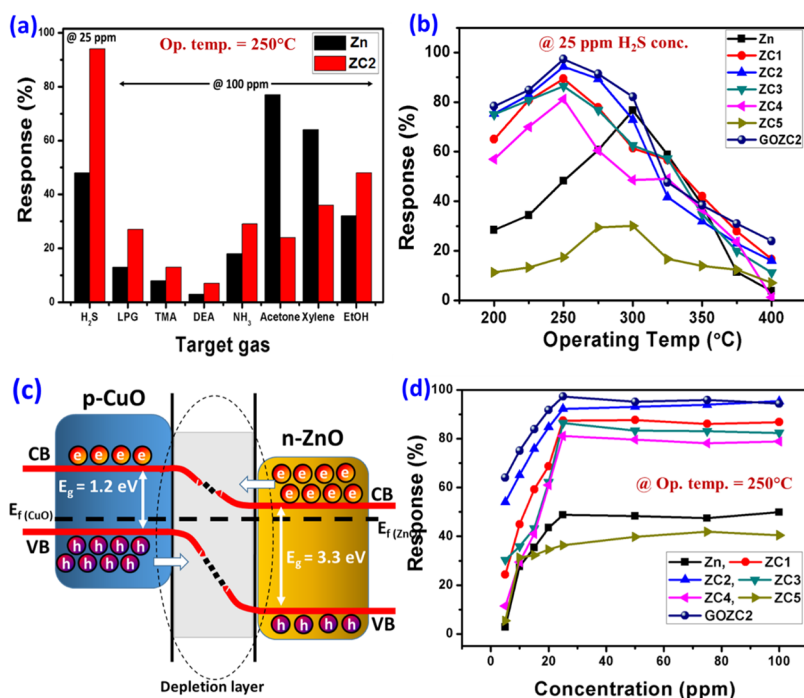 (a)
@ 25 ppm
Op. temp. = 250°C
Zn
ZC2
@ 100 ppm
Response (%)
100
80
60
40
20
0
H2S LPG TMA DEA NH3 Acetone Xylene EtOH
Target gas
(b)
@ 25 ppm H2S conc.
Zn
ZC1
ZC2
ZC3
ZC4
ZC5
GOZC2
Response (%)
100
80
60
40
20
0
200 250 300 350 400
Operating Temp (°C)
(c)
p-CuO
n-ZnO
CB
e e e e
Eg = 1.2 eV
Ef (CuO)
VB
h h h h
h h h h
e e e e
e e e e
CB
Ef (Zn
Eg = 3.3 eV
VB
h h h h
Depletion layer
(d)
Response (%)
100
80
60
40
20
0
@ Op. temp. = 250°C
Zn, ZC1
ZC2, ZC3
ZC4, ZC5
GOZC2
0 20 40 60 80 100
Concentration (ppm)